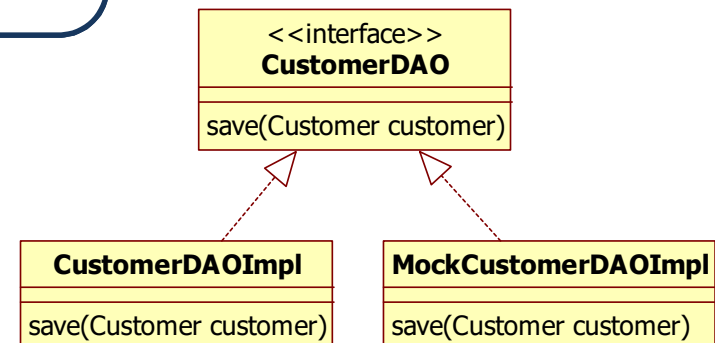 <<interface>>
CustomerDAO
save(Customer customer)
CustomerDAOImpl
save(Customer customer)
MockCustomerDAOImpl
save(Customer customer)